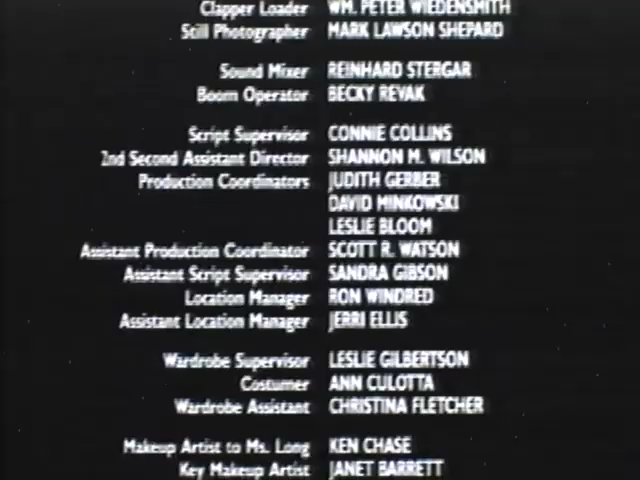 Clapper Loader WM. PETER WIEDENSMITH
Still Photographer MARK LAWSON SHEPARD
Sound Mixer REINHARD STERGAR
Boom Operator BECKY REVAK
Script Supervisor CONNIE COLLINS
2nd Second Assistant Director SHANNON M. WILSON
Production Coordinators JUDITH GERBER
DAVID MINKOWSKI
LESLIE BLOOM
Assistant Production Coordinator SCOTT R. WATSON
Assistant Script Supervisor SANDRA GIBSON
Location Manager RON WINDRED
Assistant Location Manager JERRI ELLIS
Wardrobe Supervisor LESLIE GILBERTSON
Costumer ANN CULOTTA
Wardrobe Assistant CHRISTINA FLETCHER
Makeup Artist to Ms. Long KEN CHASE
Key Makeup Artist JANET BARRETT